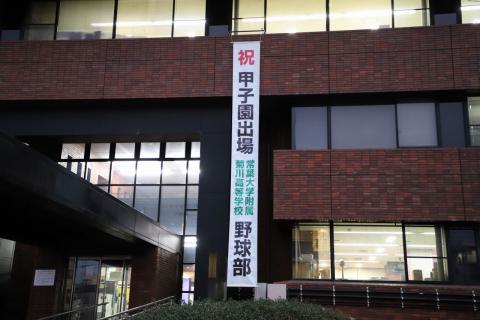 祝
甲子園出場
常葉大学附属
菊川高等学校
野球部